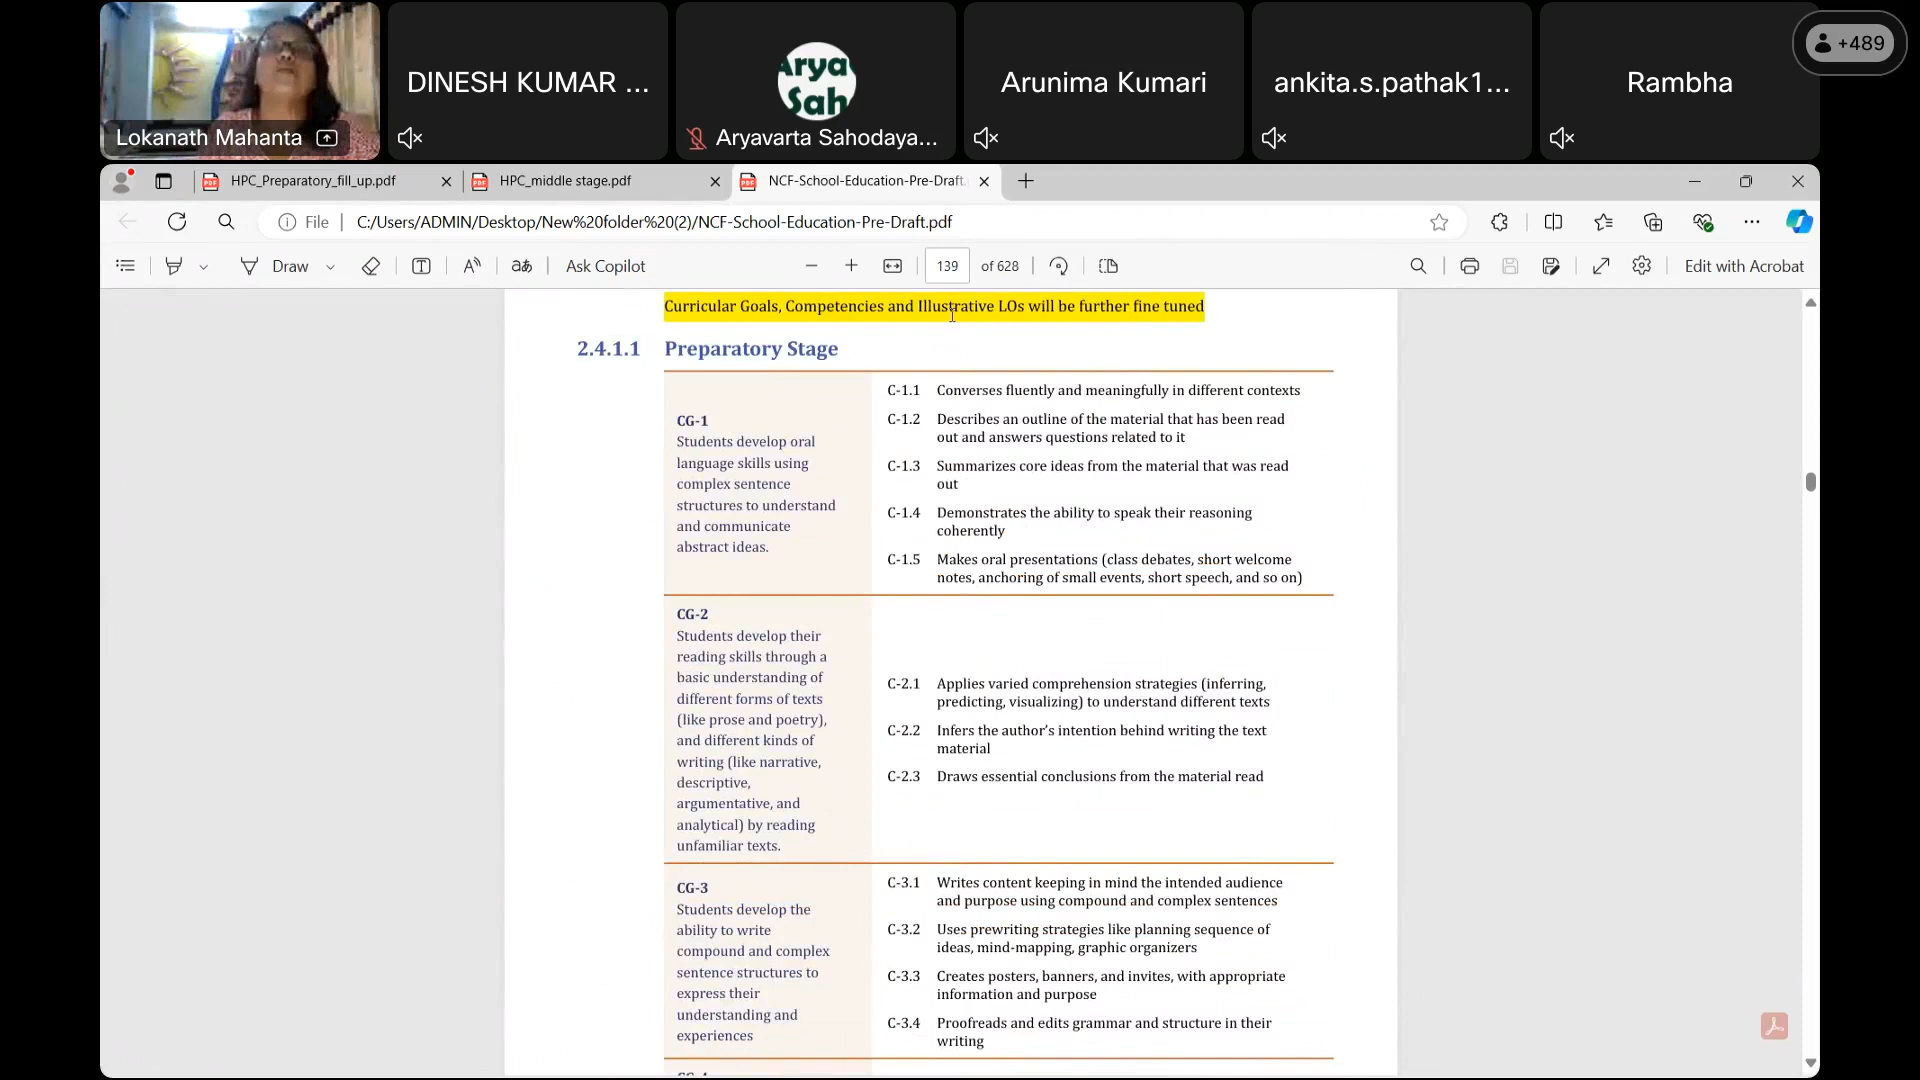 DINESH KUMAR ...
Arya
Sah
Arunima Kumari
ankita.s.pathak1...
Rambha
+489
Lokanath Mahanta
Aryavarta Sahodaya...
HPC_Preparatory_fill_up.pdf
HPC_middle stage.pdf
NCF-School-Education-Pre-Draft.
File
C:/Users/ADMIN/Desktop/New%20folder%20(2)/NCF-School-Education-Pre-Draft.pdf
Draw
Ask Copilot
139 of 628
Edit with Acrobat
Curricular Goals, Competencies and Illustrative LOs will be further fine tuned
2.4.1.1 Preparatory Stage
CG-1
Students develop oral
language skills using
complex sentence
structures to understand
and communicate
abstract ideas.
C-1.1 Converses fluently and meaningfully in different contexts
C-1.2 Describes an outline of the material that has been read
out and answers questions related to it
C-1.3 Summarizes core ideas from the material that was read
out
C-1.4 Demonstrates the ability to speak their reasoning
coherently
C-1.5 Makes oral presentations (class debates, short welcome
notes, anchoring of small events, short speech, and so on)
CG-2
Students develop their
reading skills through a
basic understanding of
different forms of texts
(like prose and poetry),
and different kinds of
writing (like narrative,
descriptive,
argumentative, and
analytical) by reading
unfamiliar texts.
C-2.1 Applies varied comprehension strategies (inferring,
predicting, visualizing) to understand different texts
C-2.2 Infers the author's intention behind writing the text
material
C-2.3 Draws essential conclusions from the material read
CG-3
Students develop the
ability to write
compound and complex
sentence structures to
express their
understanding and
experiences
C-3.1 Writes content keeping in mind the intended audience
and purpose using compound and complex sentences
C-3.2 Uses prewriting strategies like planning sequence of
ideas, mind-mapping, graphic organizers
C-3.3 Creates posters, banners, and invites, with appropriate
information and purpose
C-3.4 Proofreads and edits grammar and structure in their
writing